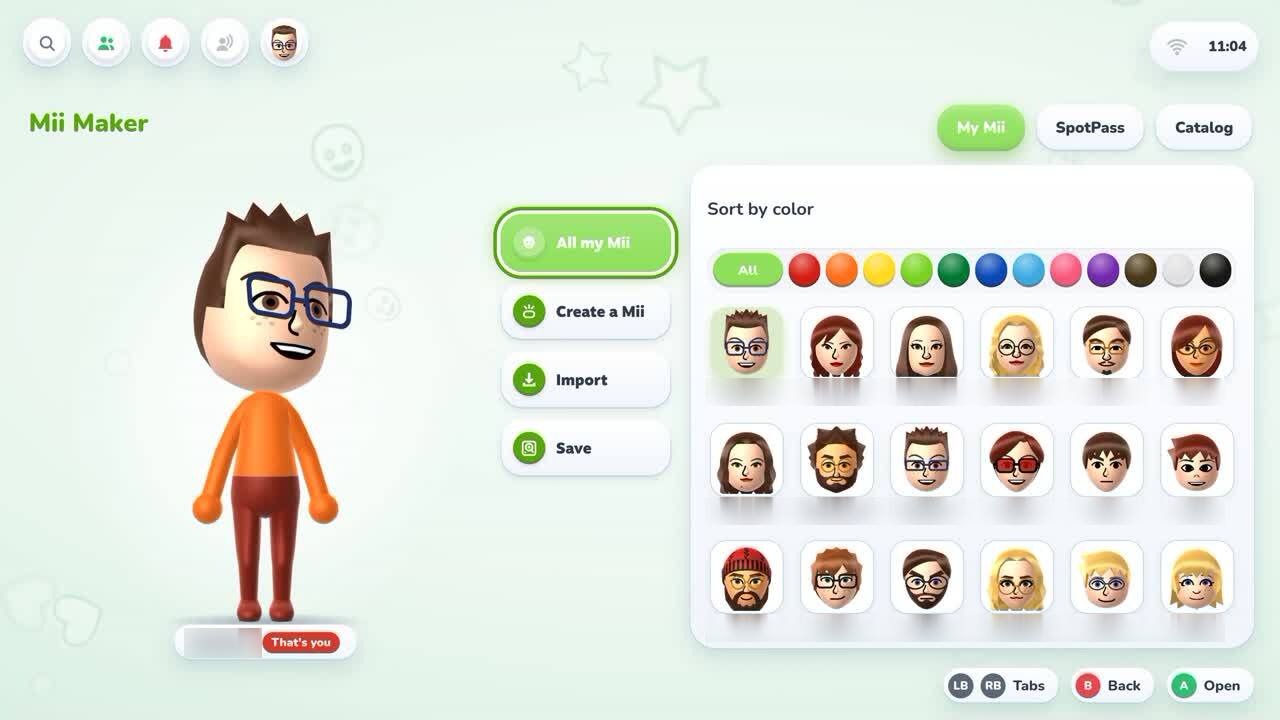 11:04
Mii Maker
My Mii
SpotPass
Catalog
Sort by color
All my Mii
All
Create a Mii
Import
Save
That's you
LB RB Tabs
B Back
A Open